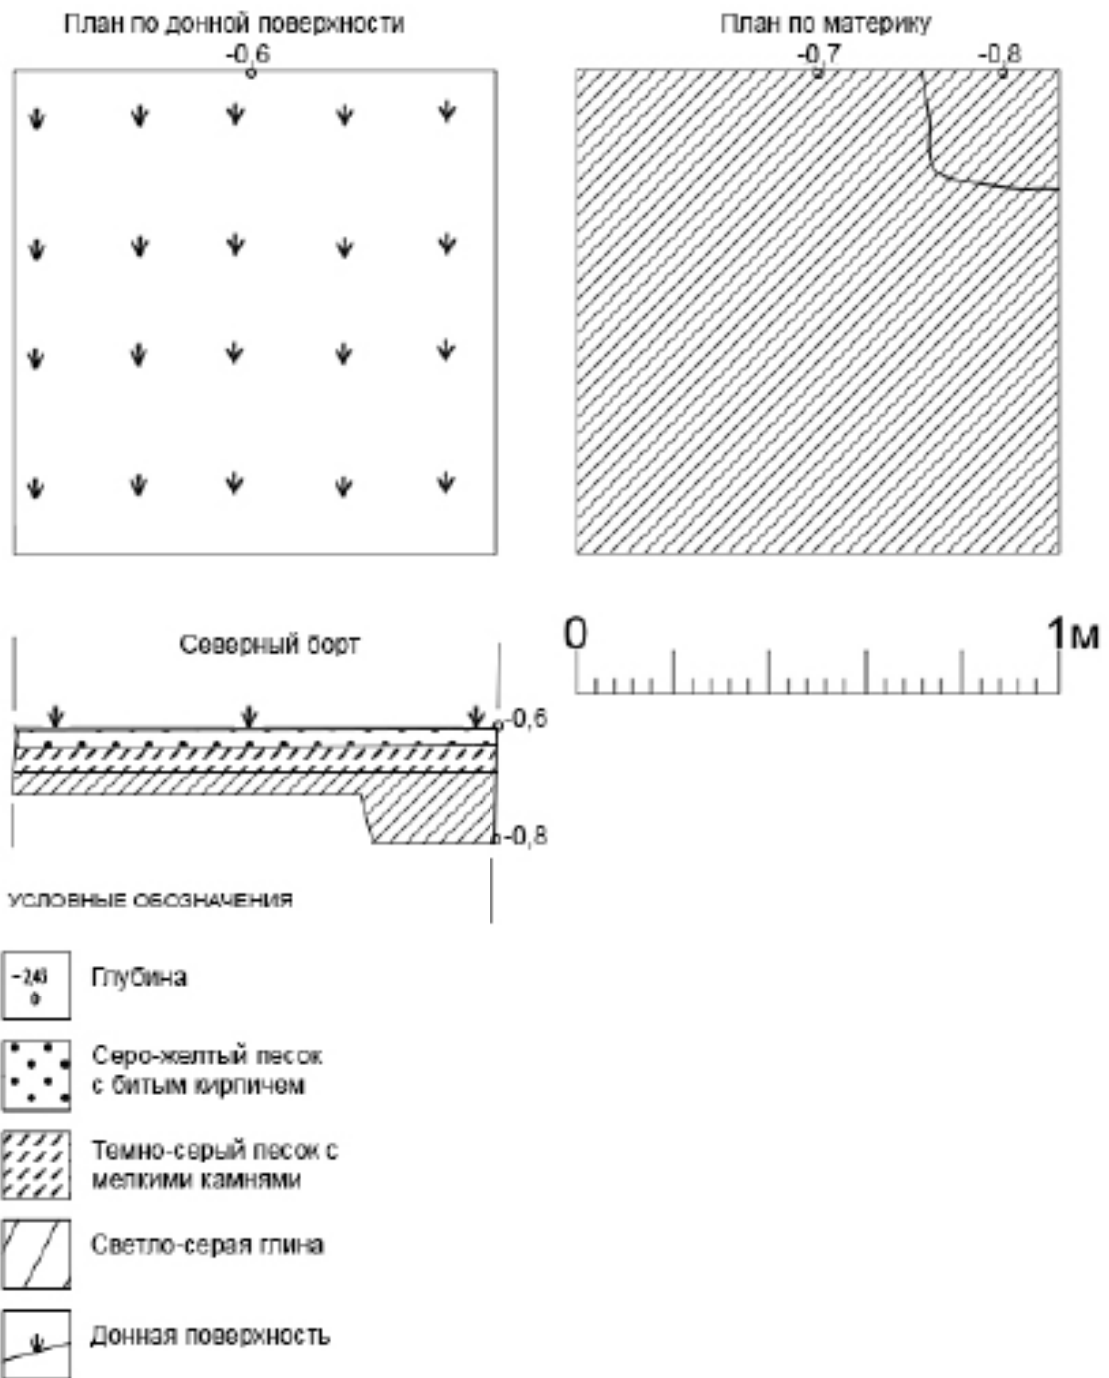 План по донной поверхности
-0,6
План по материку
-0,7
-0,8
Северный борт
-0,6
-0,8
0
1м
УСЛОВНЫЕ ОБОЗНАЧЕНИЯ
Глубина
Серо-желтый песок
с битым кирпичем
Темно-серый песок с
мелкими камнями
Светло-серая глина
Донная поверхность